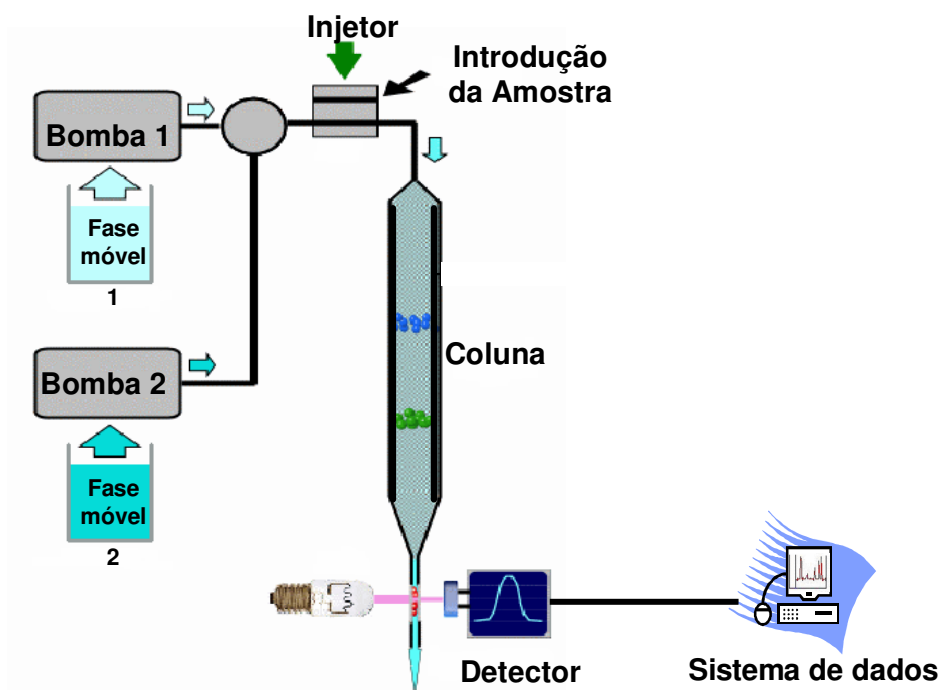 Injetor
Introdução
da Amostra
Bomba 1
Fase
móvel
1
Coluna
Bomba 2
Fase
móvel
2
Detector
Sistema de dados